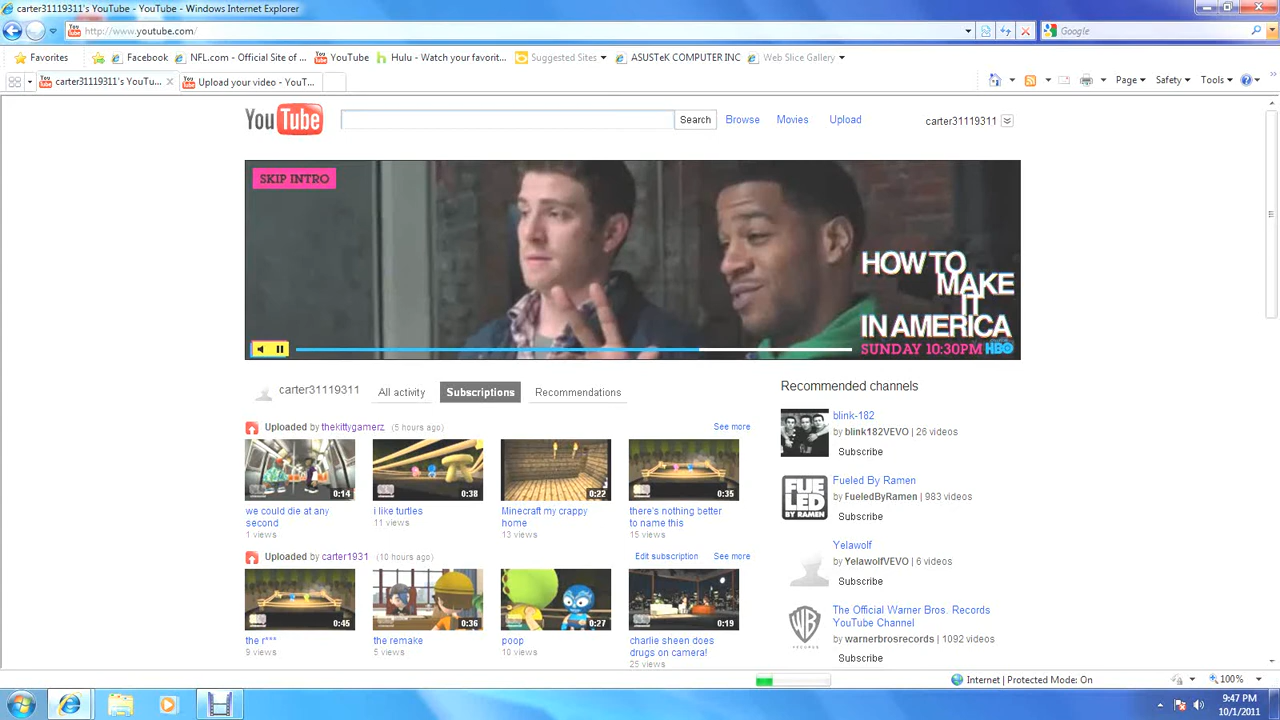 carter31119311's YouTube - YouTube - Windows Internet Explorer
http://www.youtube.com/
Google
Favorites Facebook NFL.com - Official Site of ... YouTube Hulu - Watch your favorit... Suggested Sites ASUSTeK COMPUTER INC Web Slice Gallery
carter31119311's YouTu... Upload your video - YouT... Page Safety Tools
YouTube Search Browse Movies Upload carter31119311
SKIP INTRO
HOW TO
MAKE
IT
IN AMERICA
SUNDAY 10:30PM HBO
carter31119311 All activity Subscriptions Recommendations
Uploaded by thekittygamerz (5 hours ago) See more
0:14 0:38 0:22 0:35
we could die at any second
1 views
i like turtles
11 views
Minecraft my crappy home
13 views
there's nothing better to name this
15 views
Uploaded by carter1931 (10 hours ago) Edit subscription See more
0:45 0:36 0:27 0:19
the r***
9 views
the remake
5 views
poop
10 views
charlie sheen does drugs on camera!
25 views
Recommended channels
blink-182
by blink182VEVO | 26 videos
Subscribe
FUELED BY RAMEN
Fueled By Ramen
by FueledByRamen | 983 videos
Subscribe
Yelawolf
by YelawolfVEVO | 6 videos
Subscribe
WB
RECORDS
The Official Warner Bros. Records
YouTube Channel
by warnerbrosrecords | 1092 videos
Subscribe
Internet | Protected Mode: On 100%
9:47 PM
10/1/2011